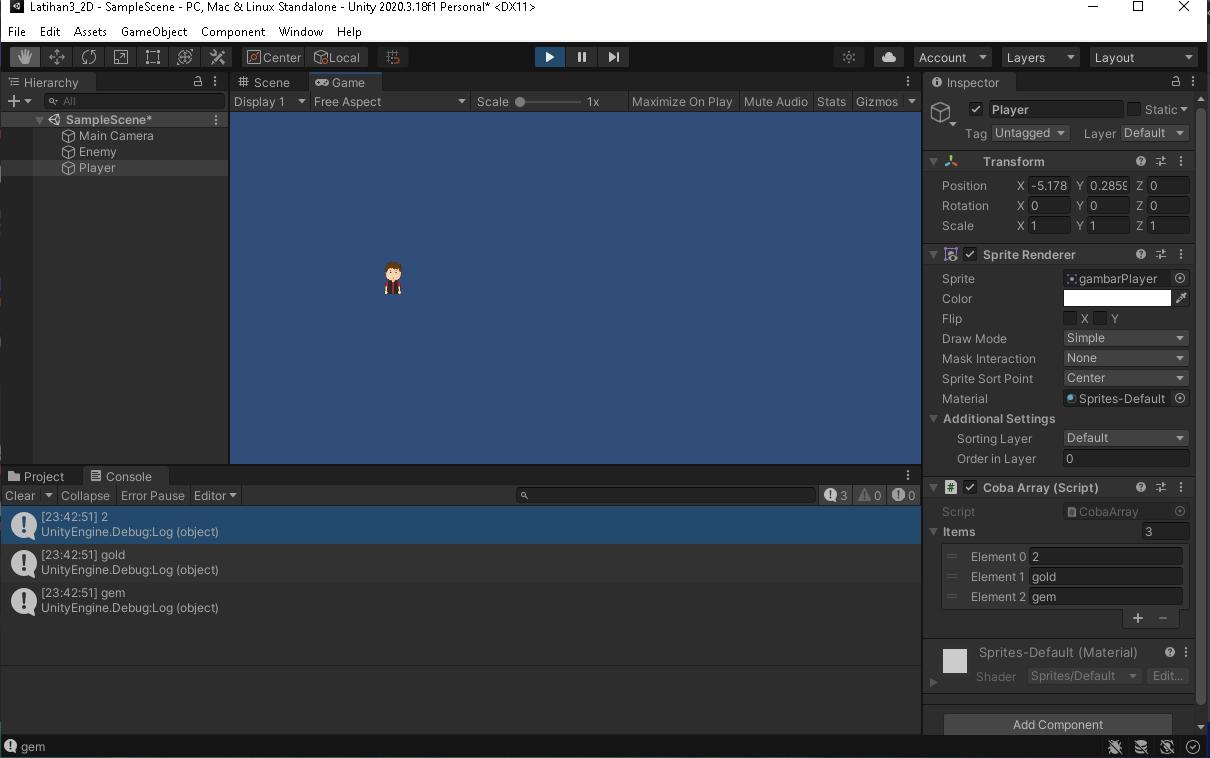 Latihan3_2D - SampleScene - PC, Mac & Linux Standalone - Unity 2020.3.18f1 Personal* <DX11>
File Edit Assets GameObject Component Window Help
Center Local Account Layers Layout
Hierarchy
All
SampleScene*
Main Camera
Enemy
Player
Scene Game
Display 1 Free Aspect Scale 1x Maximize On Play Mute Audio Stats Gizmos
Project Console
Clear Collapse Error Pause Editor 3 0 0
[23:42:51] 2
UnityEngine.Debug:Log (object)
[23:42:51] gold
UnityEngine.Debug:Log (object)
[23:42:51] gem
UnityEngine.Debug:Log (object)
gem
Inspector
Player Static
Tag Untagged Layer Default
Transform
Position X -5.178 Y 0.2859 Z 0
Rotation X 0 Y 0 Z 0
Scale X 1 Y 1 Z 1
Sprite Renderer
Sprite gambarPlayer
Color
Flip X Y
Draw Mode Simple
Mask Interaction None
Sprite Sort Point Center
Material Sprites-Default
Additional Settings
Sorting Layer Default
Order in Layer 0
# Coba Array (Script)
Script # CobaArray
Items 3
Element 0 2
Element 1 gold
Element 2 gem
+ −
Sprites-Default (Material)
Shader Sprites/Default Edit...
Add Component